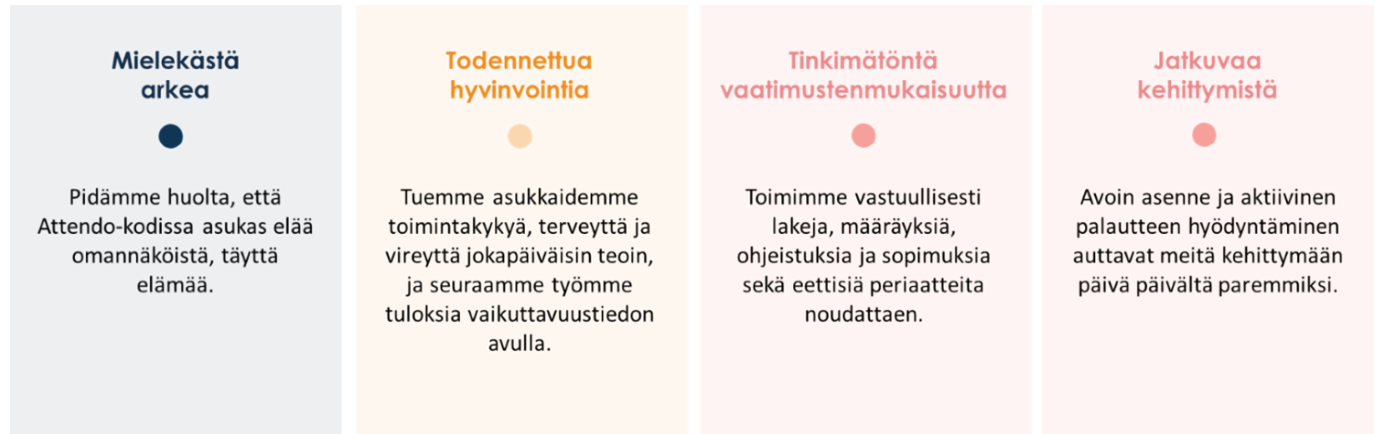 Mielekästä
arkea
Pidämme huolta, että
Attendo-kodissa asukas elää
omannäköistä, täyttä
elämää.
Todennettua
hyvinvointia
Tuemme asukkaidemme
toimintakykyä, terveyttä ja
vireyttä jokapäiväisin teoin,
ja seuraamme työmme
tuloksia vaikuttavuustiedon
avulla.
Tinkimätöntä
vaatimustenmukaisuutta
Toimimme vastuullisesti
lakeja, määräyksiä,
ohjeistuksia ja sopimuksia
sekä eettisiä periaatteita
noudattaen.
Jatkuvaa
kehittymistä
Avoin asenne ja aktiivinen
palautteen hyödyntäminen
auttavat meitä kehittymään
päivä päivältä paremmiksi.